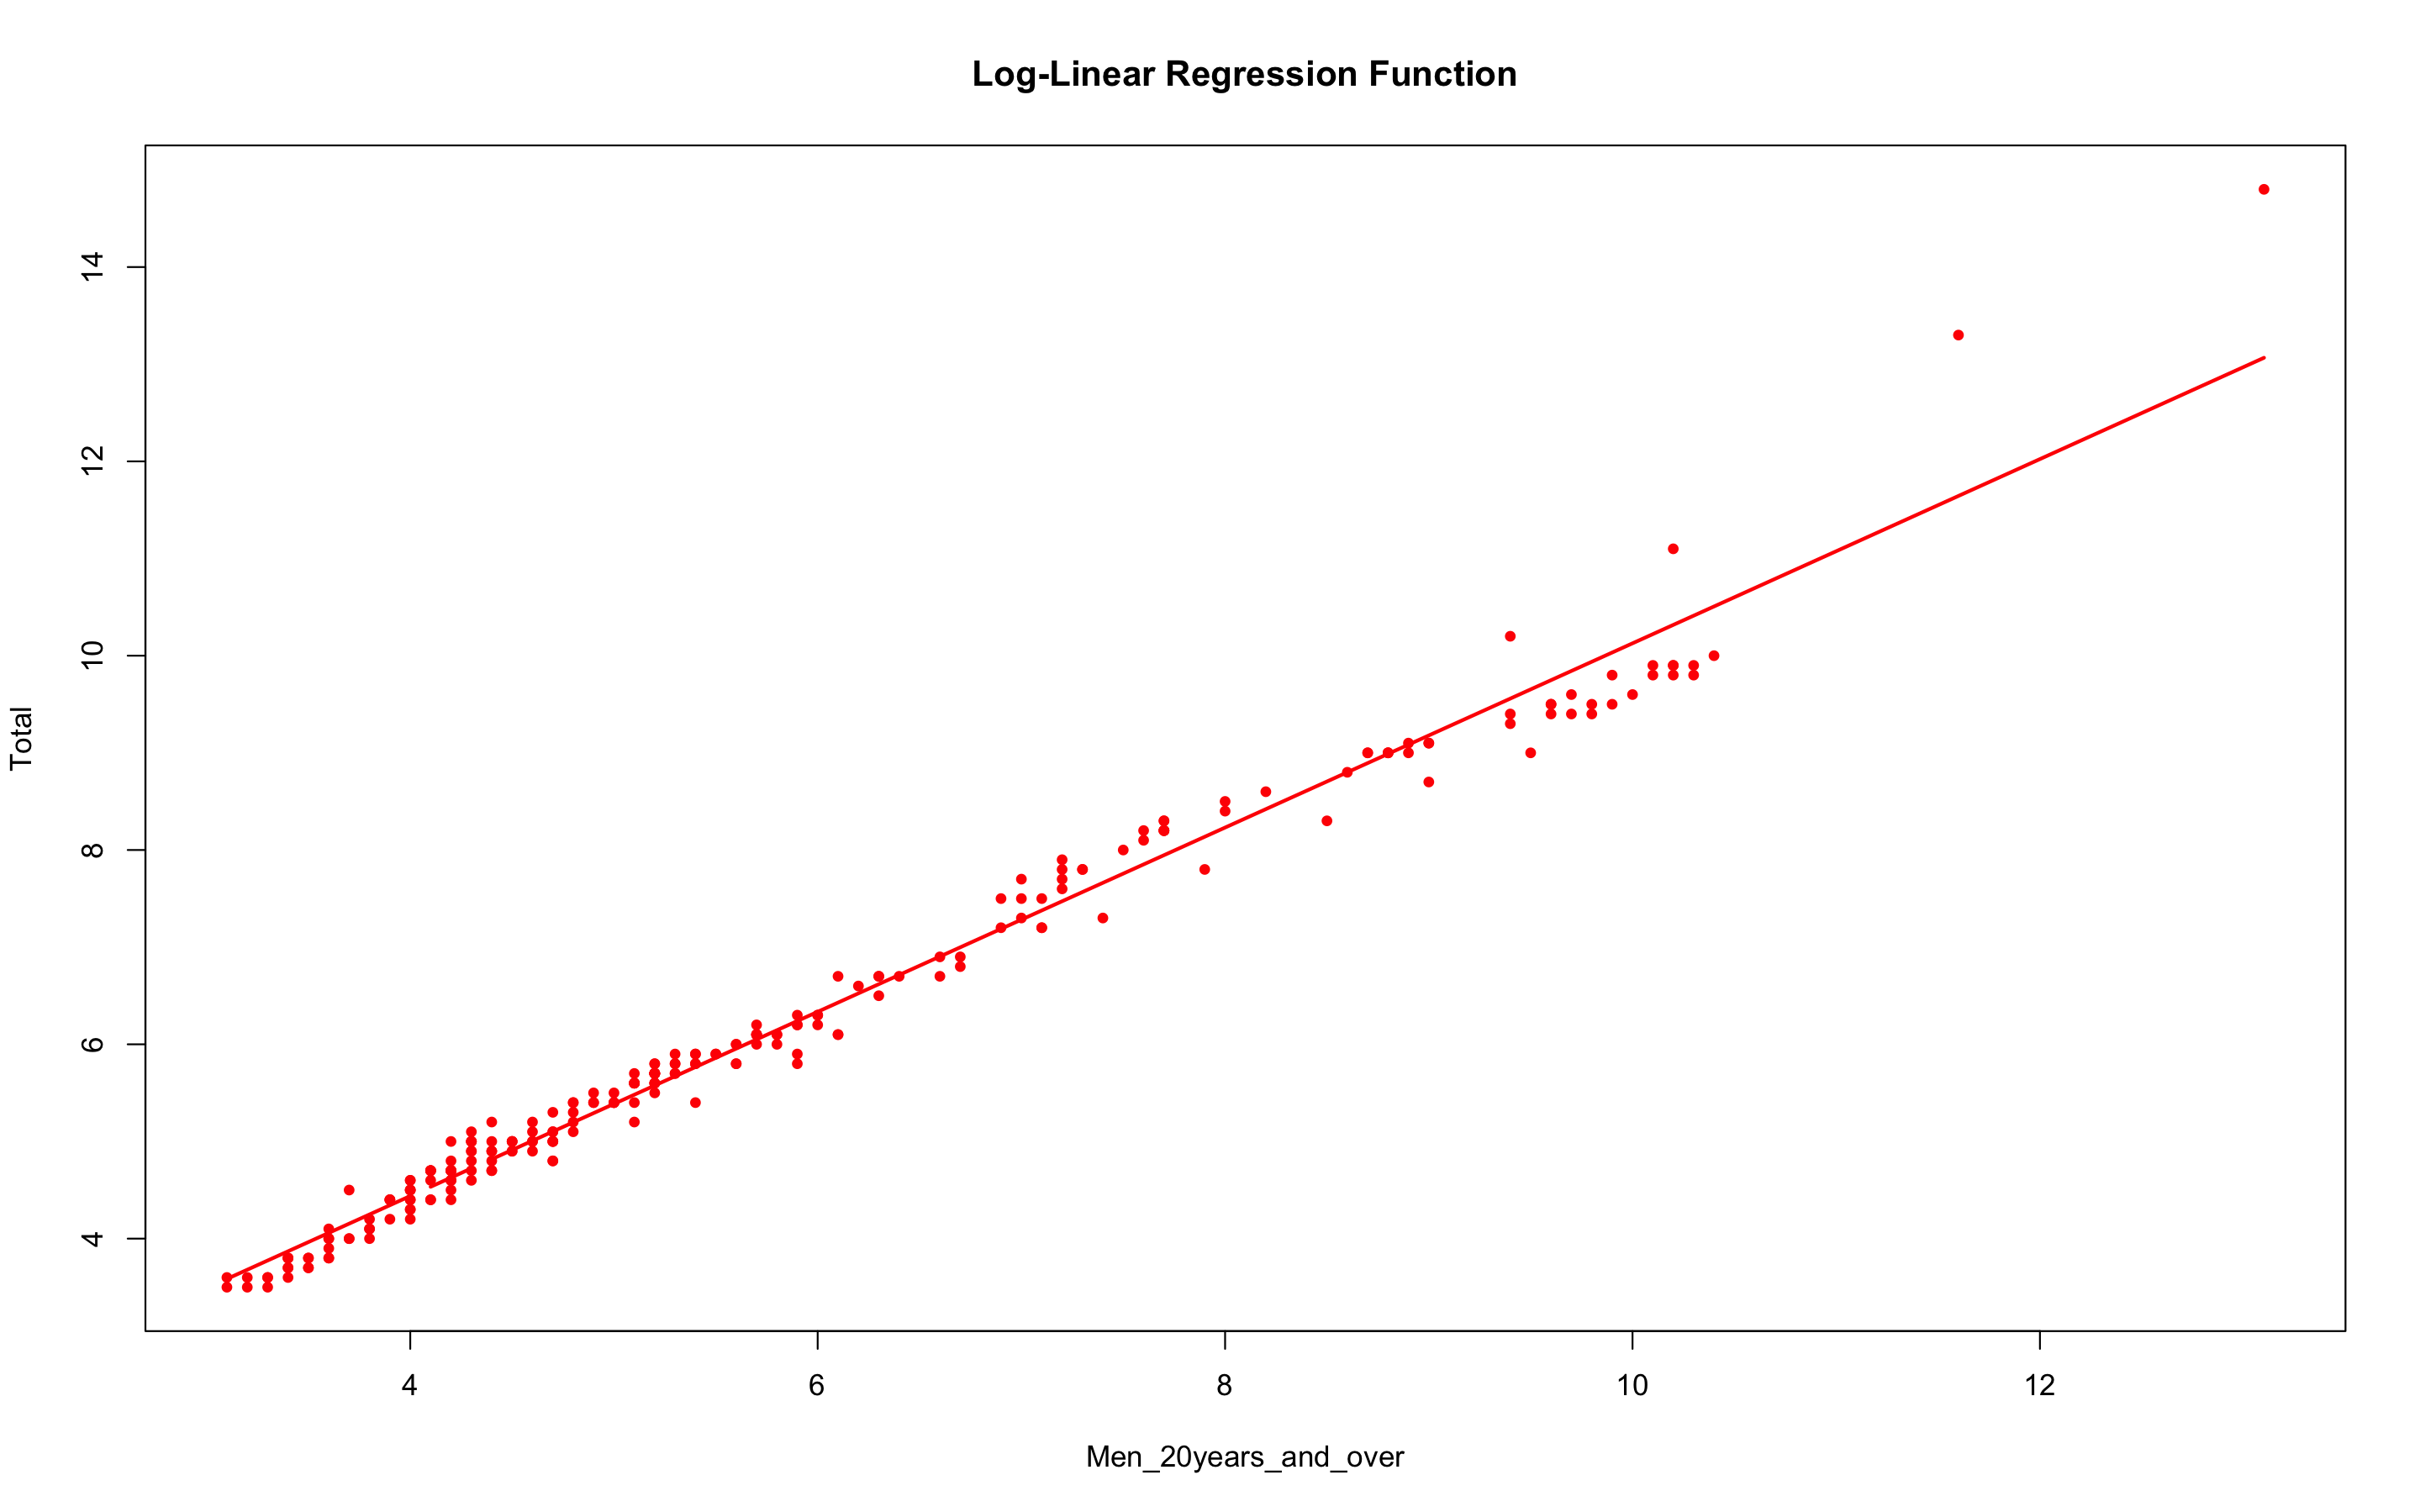 Log-Linear Regression Function
Total
14
12
10
8
6
4
4 6 8 10 12
Men_20years_and_over